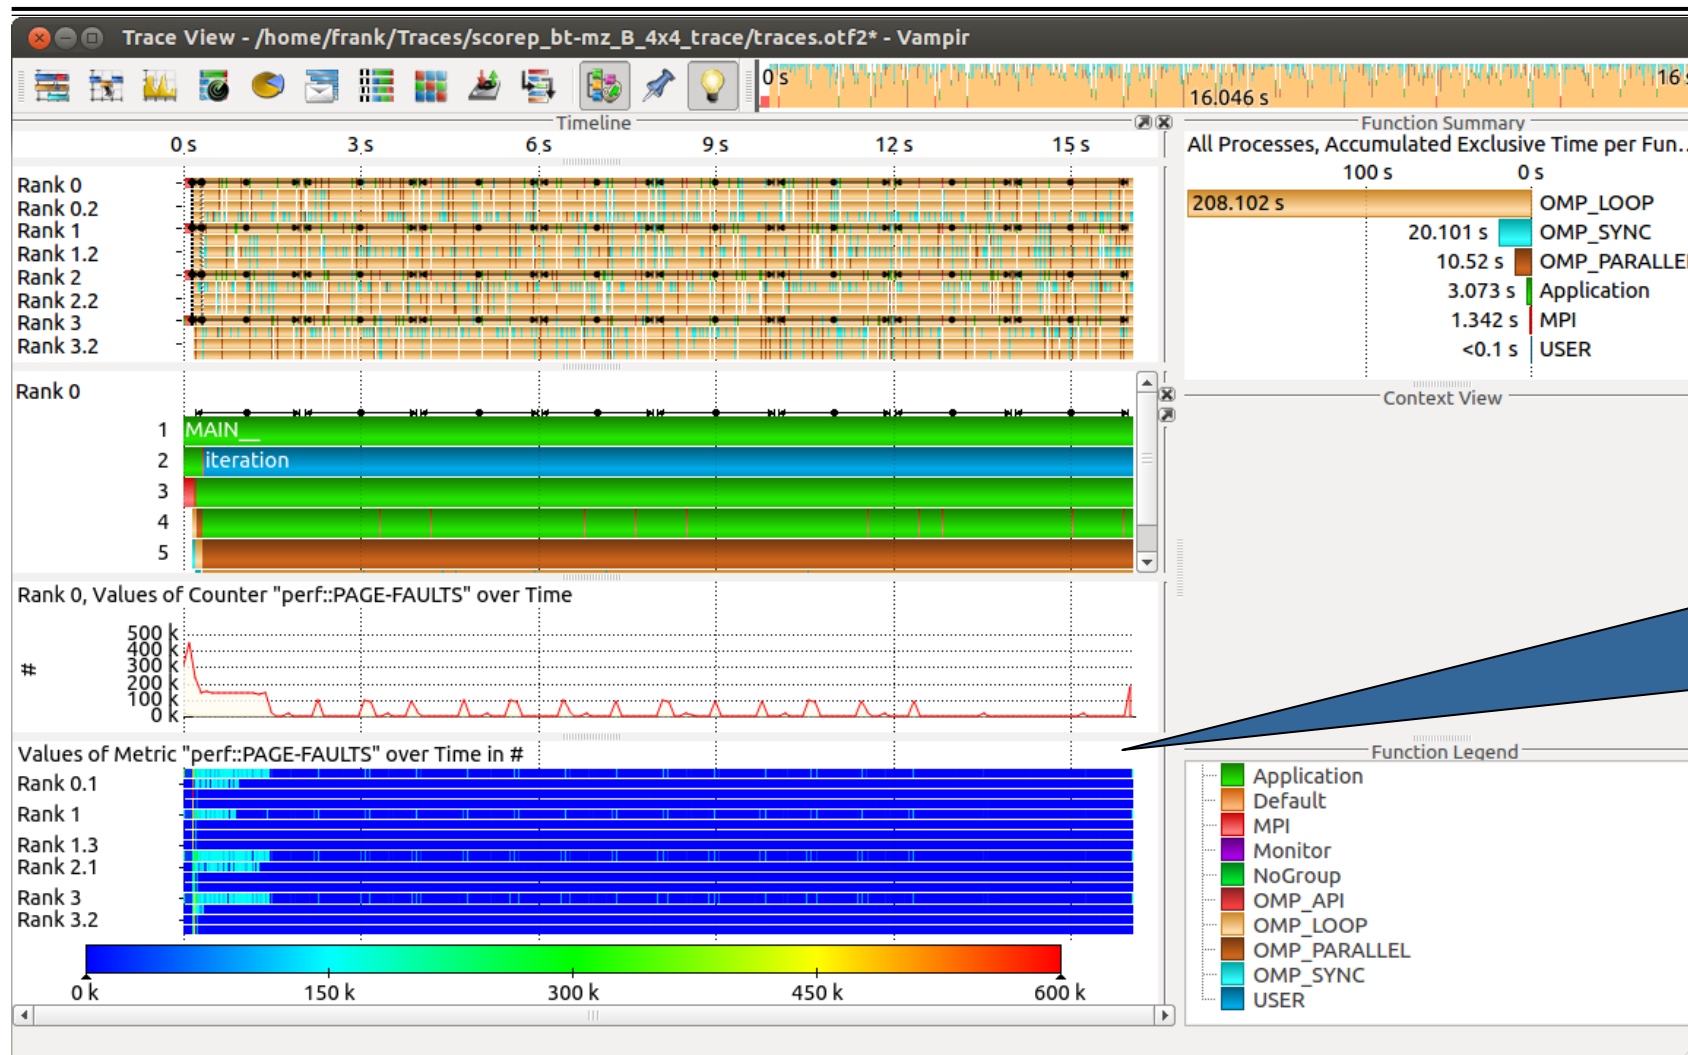 Trace View - /home/frank/Traces/scorep_bt-mz_B_4x4_trace/traces.otf2* - Vampir
0 s
16 s
16.046 s
Timeline
0 s 3 s 6 s 9 s 12 s 15 s
Rank 0
Rank 0.2
Rank 1
Rank 1.2
Rank 2
Rank 2.2
Rank 3
Rank 3.2
Rank 0
1 MAIN__
2 iteration
3
4
5
Rank 0, Values of Counter "perf::PAGE-FAULTS" over Time
500 k
400 k
300 k
200 k
100 k
0 k
#
Values of Metric "perf::PAGE-FAULTS" over Time in #
Rank 0.1
Rank 1
Rank 1.3
Rank 2.1
Rank 3
Rank 3.2
0 k 150 k 300 k 450 k 600 k
Function Summary
All Processes, Accumulated Exclusive Time per Fun...
100 s 0 s
208.102 s OMP_LOOP
20.101 s OMP_SYNC
10.52 s OMP_PARALLEL
3.073 s Application
1.342 s MPI
<0.1 s USER
Context View
Function Legend
Application
Default
MPI
Monitor
NoGroup
OMP_API
OMP_LOOP
OMP_PARALLEL
OMP_SYNC
USER